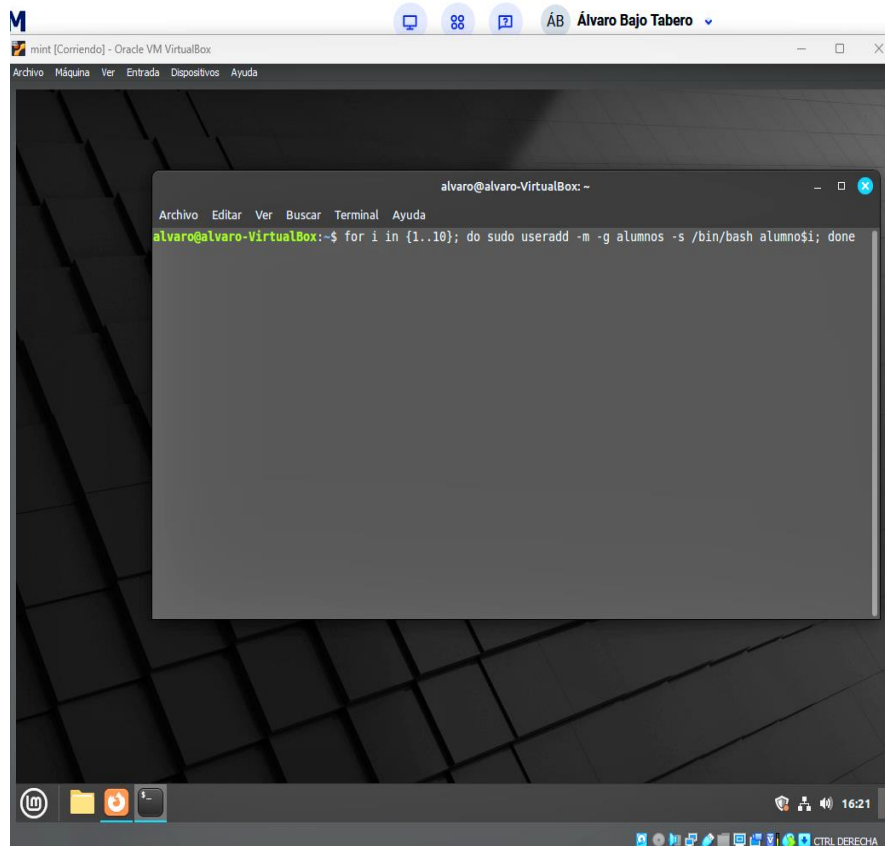 M
ÁB Álvaro Bajo Tabero
mint [Corriendo] - Oracle VM VirtualBox
Archivo Máquina Ver Entrada Dispositivos Ayuda
alvaro@alvaro-VirtualBox: ~
Archivo Editar Ver Buscar Terminal Ayuda
alvaro@alvaro-VirtualBox:~$ for i in {1..10}; do sudo useradd -m -g alumnos -s /bin/bash alumno$i; done
16:21
CTRL DERECHA